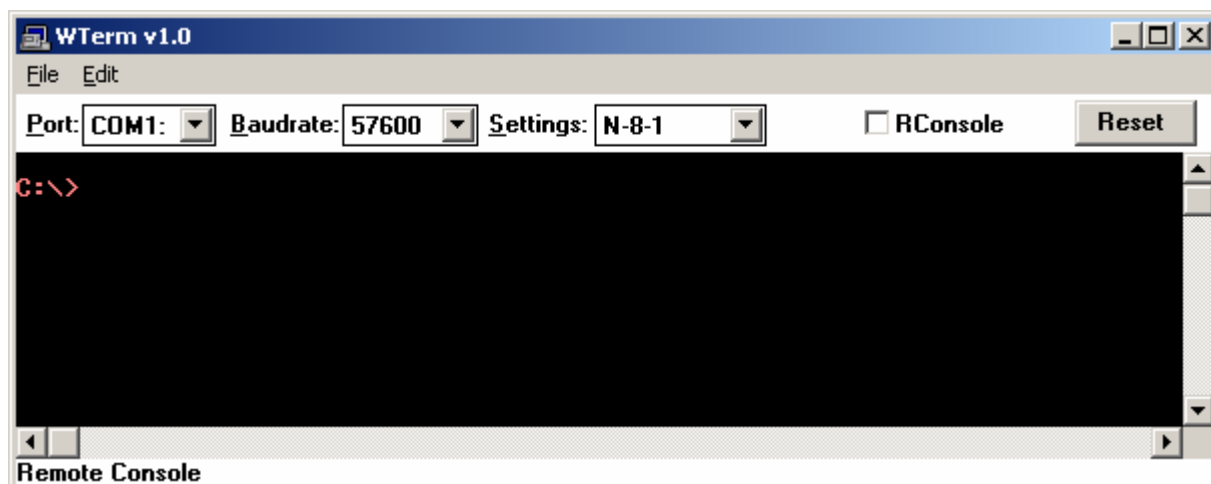 WTerm v1.0
File Edit
Port: COM1: Baudrate: 57600 Settings: N-8-1 RConsole Reset
C:\>
Remote Console